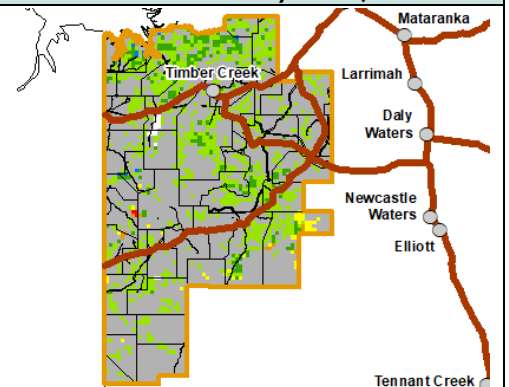 Mataranka
Timber Creek
Larrimah
Daly
Waters
Newcastle
Waters
Elliott
Tennant Creek